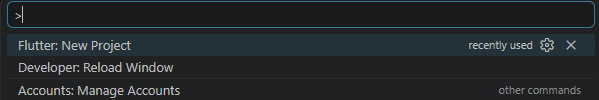 >
Flutter: New Project recently used
Developer: Reload Window
Accounts: Manage Accounts other commands